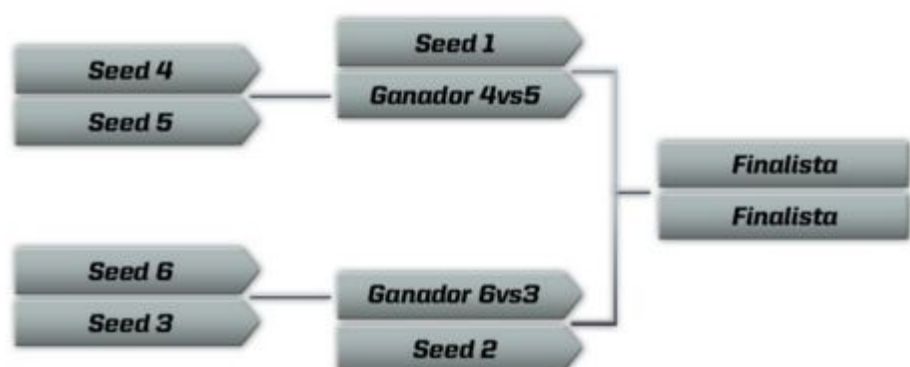 Seed 4
Seed 5
Seed 6
Seed 3
Seed 1
Ganador 4vs5
Ganador 6vs3
Seed 2
Finalista
Finalista